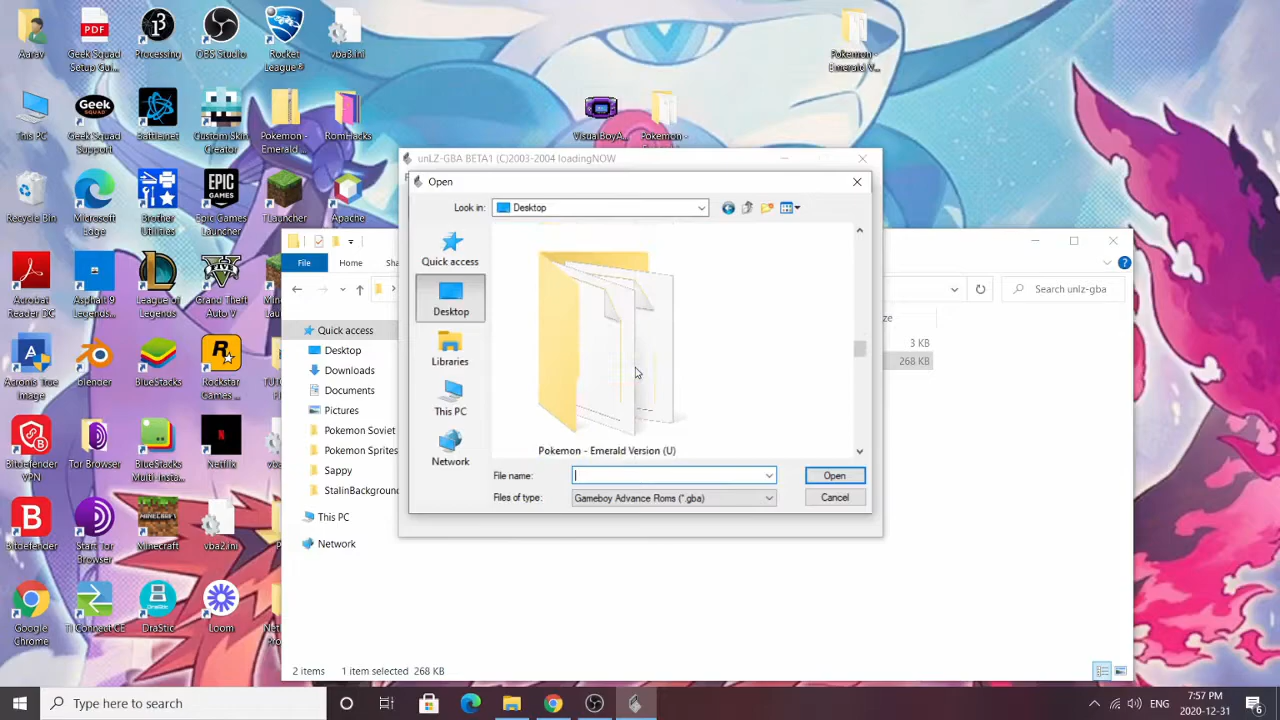 Aarav
Geek Squad
Setup Gui...
Processing
OBS Studio
Rocket
League®
vba3.ini
Pokemon -
Emerald V...
This PC
Geek Squad
Support
Battle.net
Custom Skin
Creator
Pokemon -
Emerald ...
RomHacks
VisualBoyA...
Pokemon -
unLZ-GBA BETA1 (C)2003-2004 loadingNOW
Open
Look in:
Desktop
Recycle Bin
Microsoft
Edge
Brother
Utilities
Epic Games
Launcher
TLauncher
Apache
Quick access
File
Home
Sha
Desktop
Search unlz-gba
Acrobat
Reader DC
Asphalt 9
Legends...
League of
Legends
Grand Theft
Auto V
Quick access
Desktop
Downloads
Documents
Pictures
Pokemon Soviet
Pokemon Sprites
Sappy
StalinBackground
This PC
Network
Libraries
This PC
Network
ze
3 KB
268 KB
Pokemon - Emerald Version (U)
File name:
Open
Files of type:
Gameboy Advance Roms (*.gba)
Cancel
Acronis True
Image
blender
BlueStacks
Rockstar
Games ...
Bitdefender
VPN
Tor Browser
BlueStacks
Multi-Insta...
Netflix
Bitdefender
Start Tor
Browser
Minecraft
vba2.ini
Google
Chrome
TI Connect CE
DraStic
Loom
2 items
1 item selected 268 KB
Type here to search
ENG
7:57 PM
2020-12-31
6